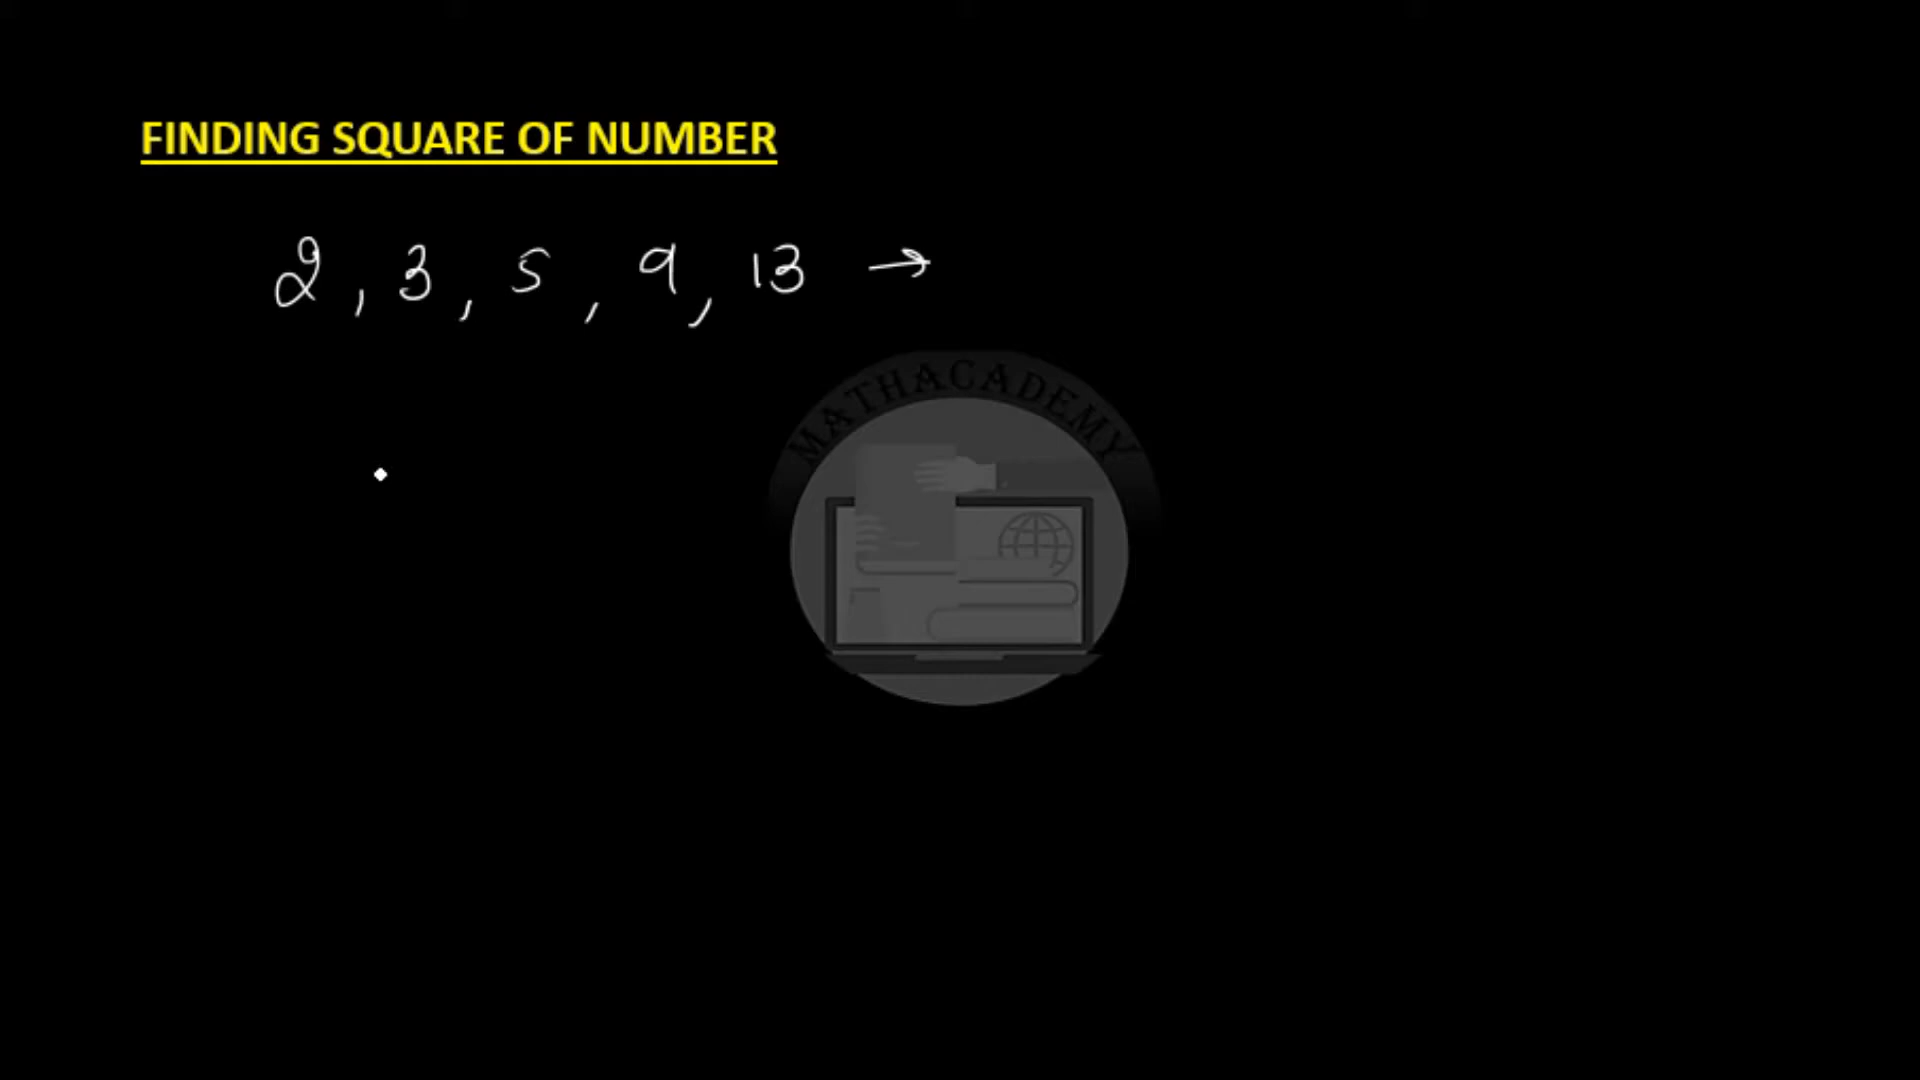 FINDING SQUARE OF NUMBER
2, 3, 5, 9, 13 →
MATHACADEMY